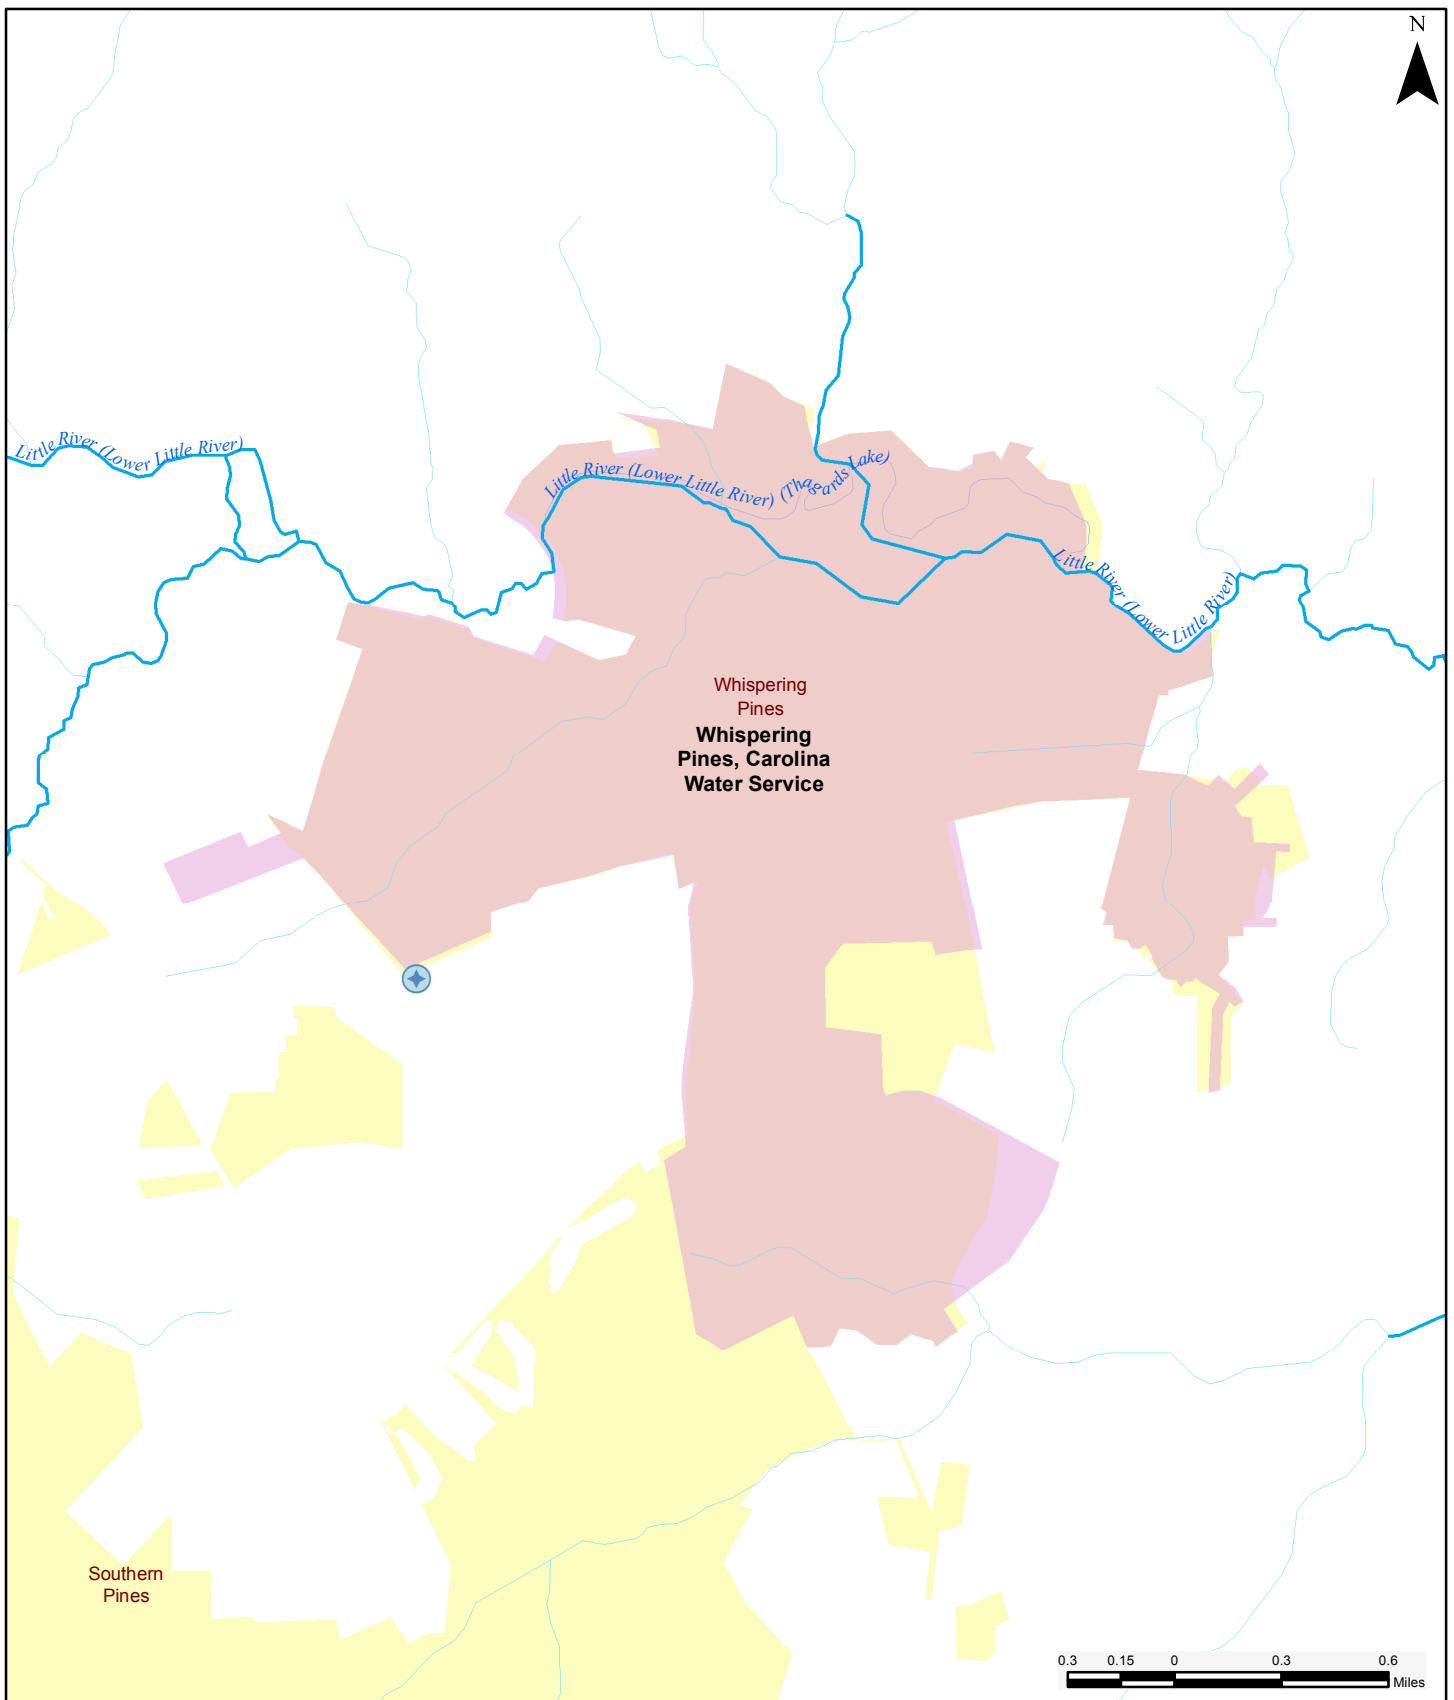 N
Little River (Lower Little River)
Little River (Lower Little River) (Thagards Lake)
Little River (Lower Little River)
Whispering
Pines
Whispering
Pines, Carolina
Water Service
Southern
Pines
0.3 0.15 0 0.3 0.6
Miles